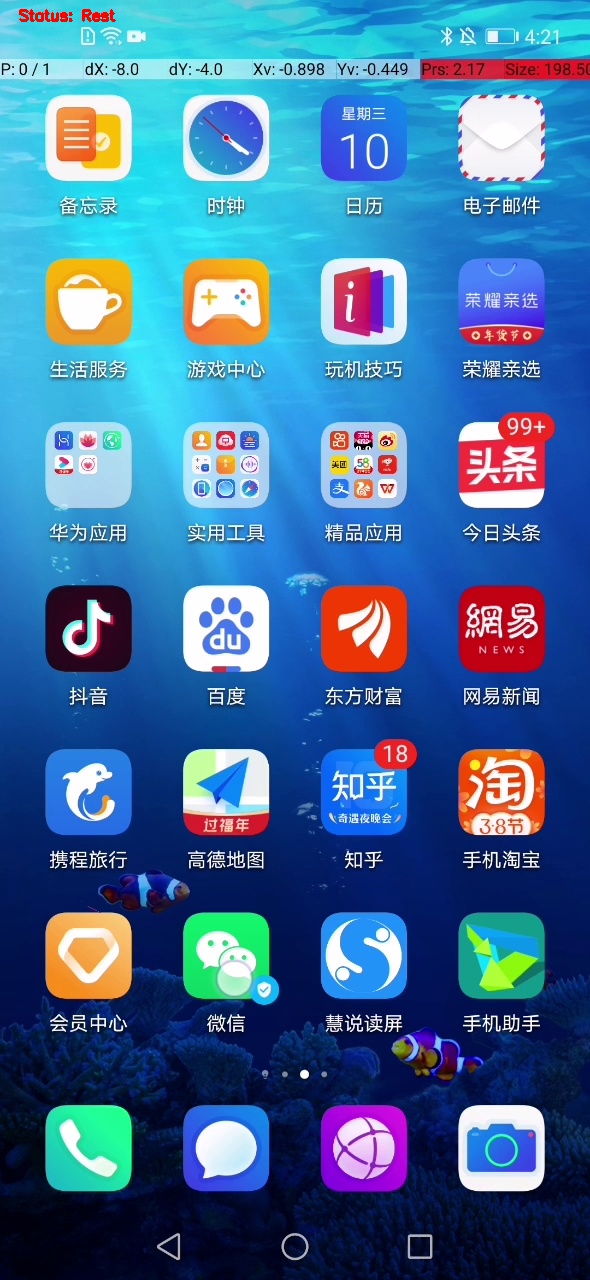 Status: Rest
4:21
P: 0 / 1 dX: -8.0 dY: -4.0 Xv: -0.898 Yv: -0.449 Prs: 2.17 Size: 198.50
星期三
10
备忘录 时钟 日历 电子邮件
i
荣耀亲选
年货节
生活服务 游戏中心 玩机技巧 荣耀亲选
99+
美团
58
头条
华为应用 实用工具 精品应用 今日头条
du
網易
NEWS
抖音 百度 东方财富 网易新闻
18
知乎
淘
过福年
奇遇夜晚会
3.8节
携程旅行 高德地图 知乎 手机淘宝
会员中心 微信 慧说读屏 手机助手